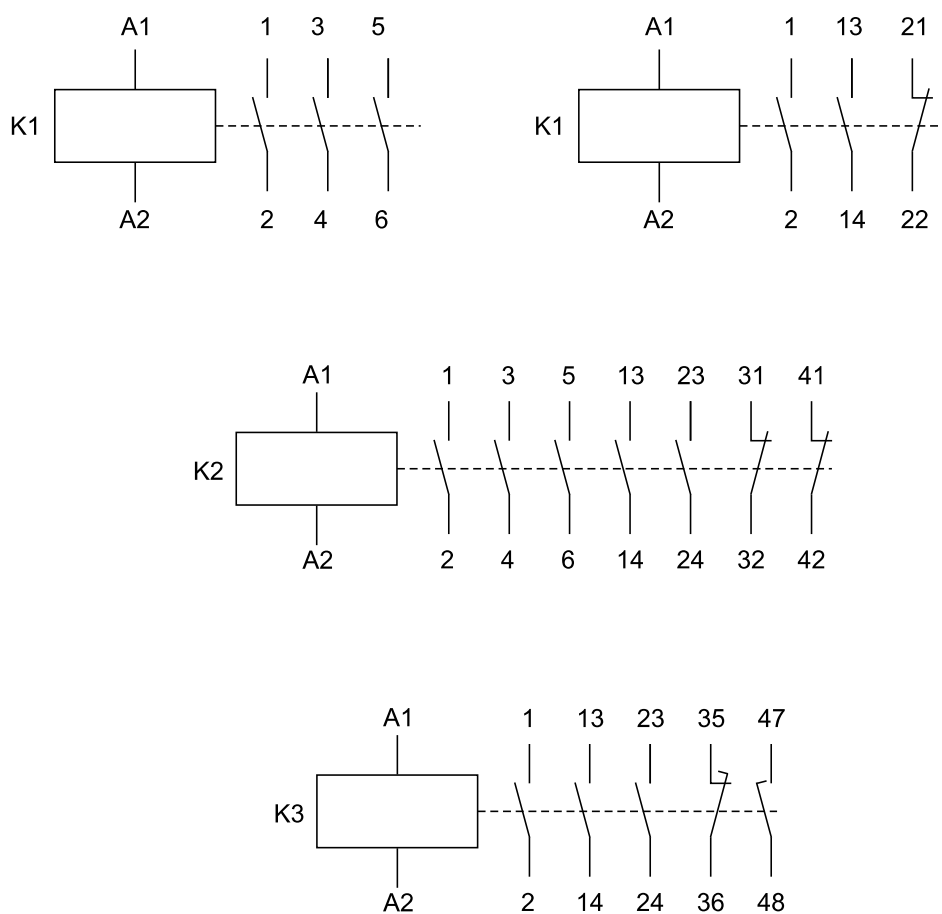 A1 1 3 5
K1
A2 2 4 6
A1 1 13 21
K1
A2 2 14 22
A1 1 3 5 13 23 31 41
K2
A2 2 4 6 14 24 32 42
A1 1 13 23 35 47
K3
A2 2 14 24 36 48